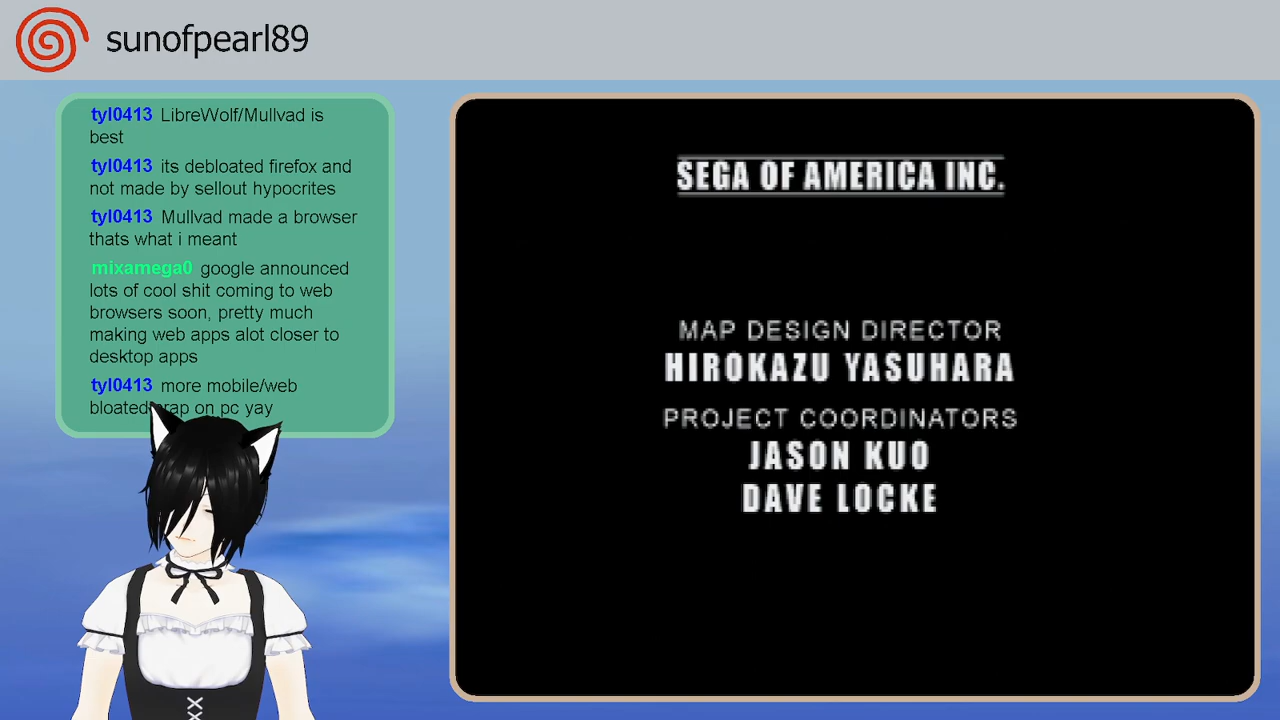 sunofpearl89
tyl0413 LibreWolf/Mullvad is
best
tyl0413 its debloated firefox and
not made by sellout hypocrites
tyl0413 Mullvad made a browser
thats what i meant
mixamega0 google announced
lots of cool shit coming to web
browsers soon, pretty much
making web apps alot closer to
desktop apps
tyl0413 more mobile/web
bloated crap on pc yay
SEGA OF AMERICA INC.
MAP DESIGN DIRECTOR
HIROKAZU YASUHARA
PROJECT COORDINATORS
JASON KUO
DAVE LOCKE